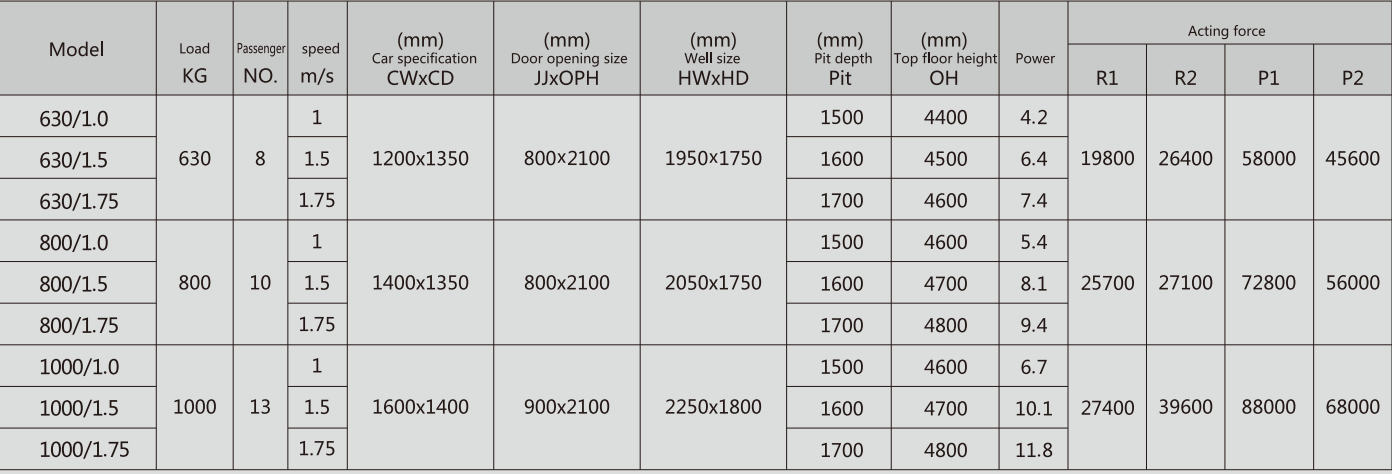 Model Load KG Passenger NO. speed m/s (mm) Car specification CWxCD (mm) Door opening size JJxOPH (mm) Well size HWxHD (mm) Pit depth Pit (mm) Top floor height OH Power Acting force
R1 R2 P1 P2
630/1.0 1 1500 4400 4.2
630/1.5 630 8 1.5 1200x1350 800x2100 1950x1750 1600 4500 6.4 19800 26400 58000 45600
630/1.75 1.75 1700 4600 7.4
800/1.0 1 1500 4600 5.4
800/1.5 800 10 1.5 1400x1350 800x2100 2050x1750 1600 4700 8.1 25700 27100 72800 56000
800/1.75 1.75 1700 4800 9.4
1000/1.0 1 1500 4600 6.7
1000/1.5 1000 13 1.5 1600x1400 900x2100 2250x1800 1600 4700 10.1 27400 39600 88000 68000
1000/1.75 1.75 1700 4800 11.8